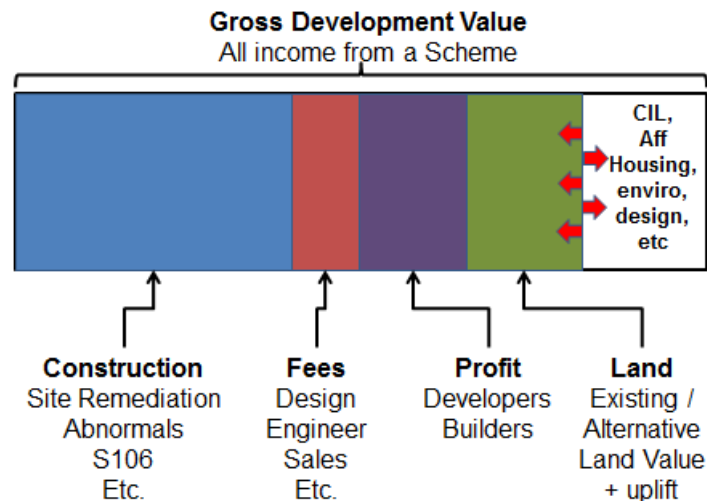 Gross Development Value
All income from a Scheme
CIL,
Aff
Housing,
enviro,
design,
etc
Construction
Site Remediation
Abnormals
S106
Etc.
Fees
Design
Engineer
Sales
Etc.
Profit
Developers
Builders
Land
Existing /
Alternative
Land Value
+ uplift